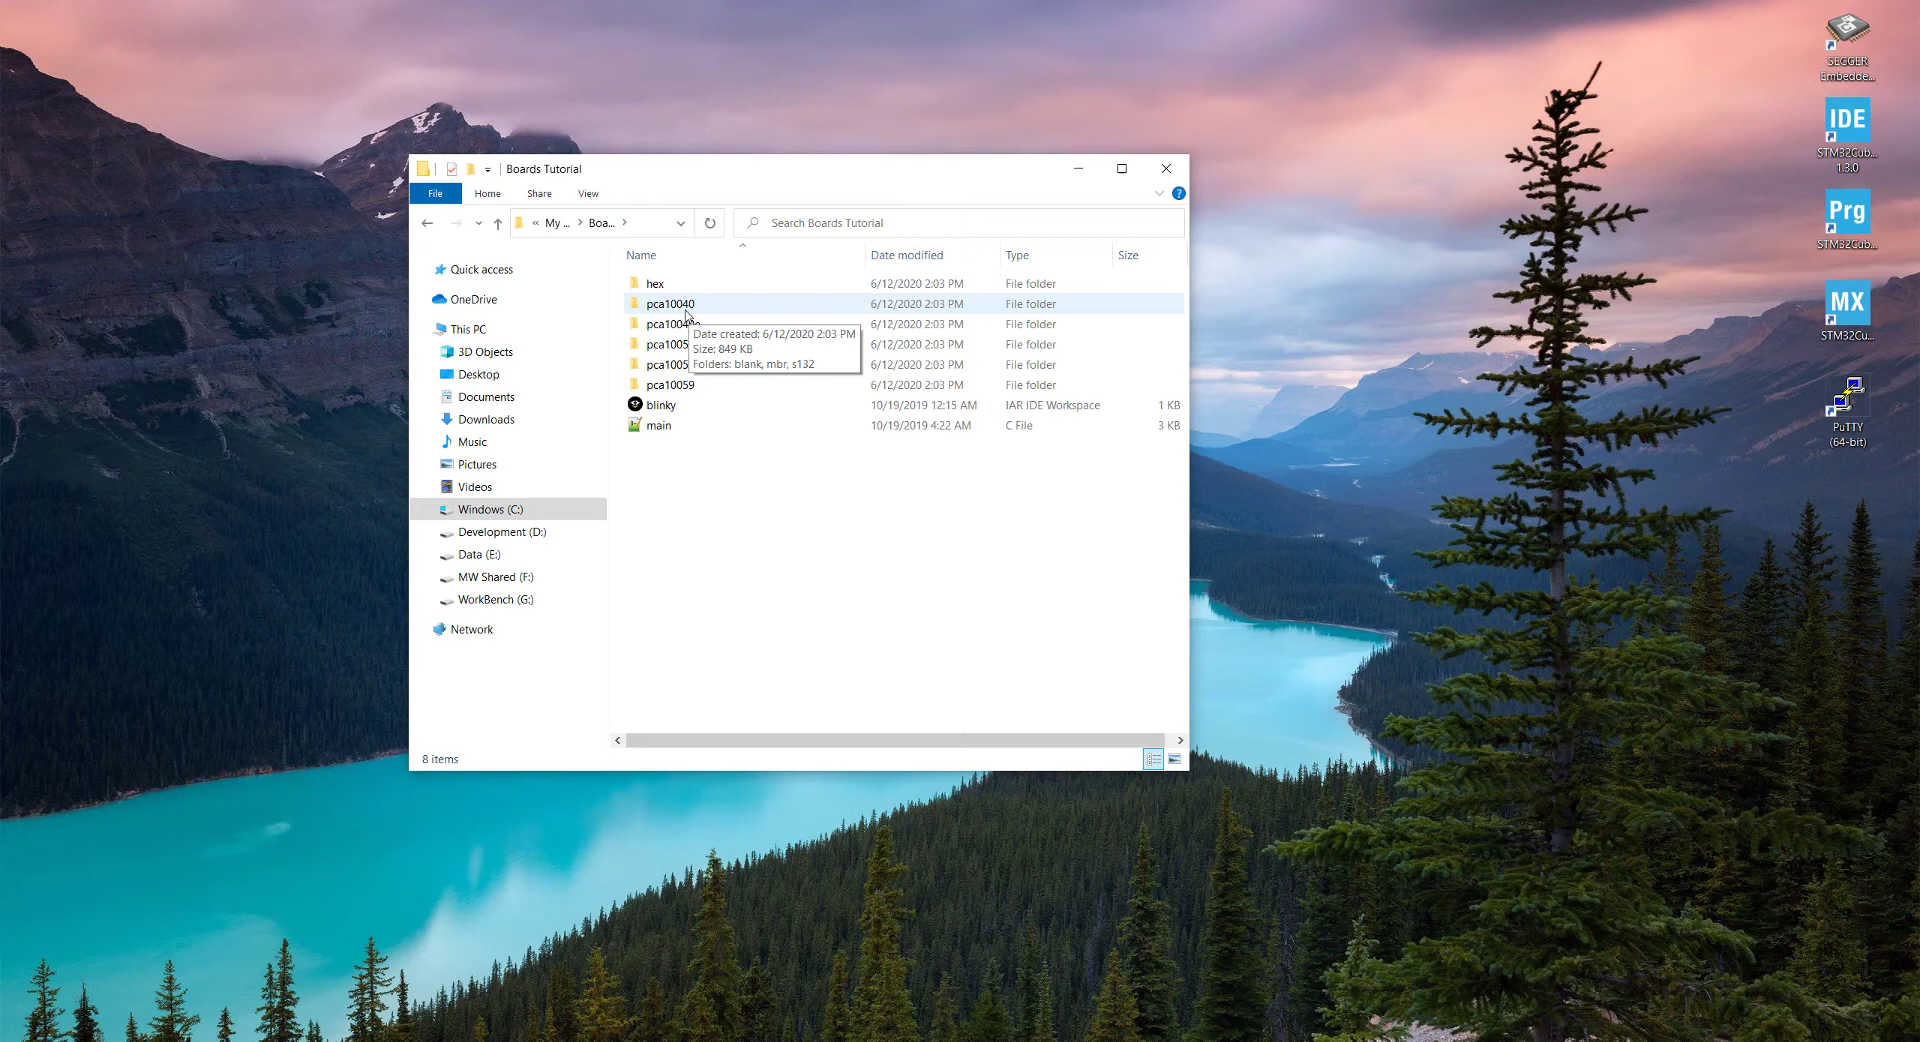 Boards Tutorial
File Home Share View
« My ... > Boa... >
Search Boards Tutorial
Name Date modified Type Size
Quick access
OneDrive
This PC
3D Objects
Desktop
Documents
Downloads
Music
Pictures
Videos
Windows (C:)
Development (D:)
Data (E:)
MW Shared (F:)
WorkBench (G:)
Network
hex 6/12/2020 2:03 PM File folder
pca10040 6/12/2020 2:03 PM File folder
6/12/2020 2:03 PM File folder
6/12/2020 2:03 PM File folder
6/12/2020 2:03 PM File folder
pca10059 6/12/2020 2:03 PM File folder
blinky 10/19/2019 12:15 AM IAR IDE Workspace 1 KB
main 10/19/2019 4:22 AM C File 3 KB
Date created: 6/12/2020 2:03 PM
Size: 849 KB
Folders: blank, mbr, s132
8 items
SEGGER
Embedde...
IDE
STM32Cub...
1.3.0
Prg
STM32Cub...
MX
STM32Cu...
PuTTY
(64-bit)